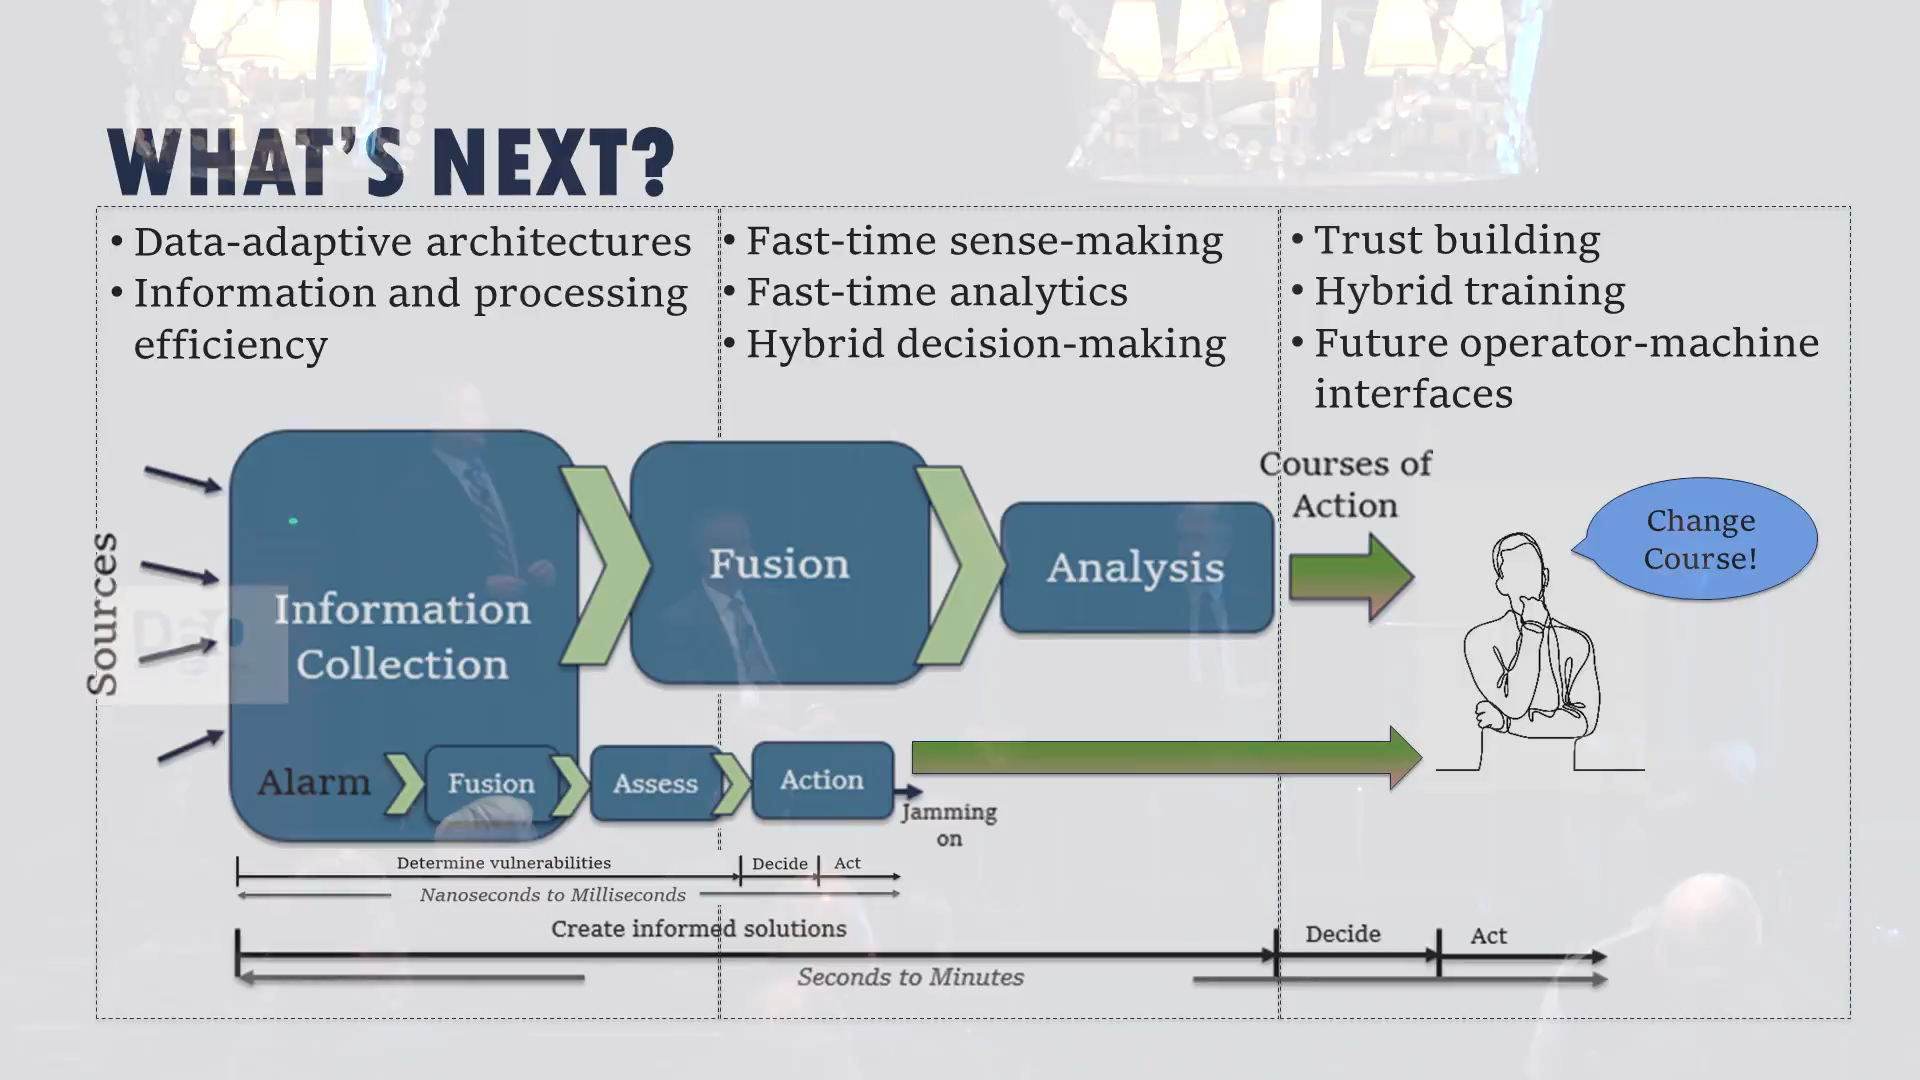 WHAT'S NEXT?
• Data-adaptive architectures
• Information and processing
efficiency
• Fast-time sense-making
• Fast-time analytics
• Hybrid decision-making
• Trust building
• Hybrid training
• Future operator-machine
interfaces
Sources
Information
Collection
Fusion
Analysis
Courses of
Action
Change
Course!
Alarm
Fusion
Assess
Action
Jamming
on
Determine vulnerabilities
Decide
Act
Nanoseconds to Milliseconds
Create informed solutions
Decide
Act
Seconds to Minutes